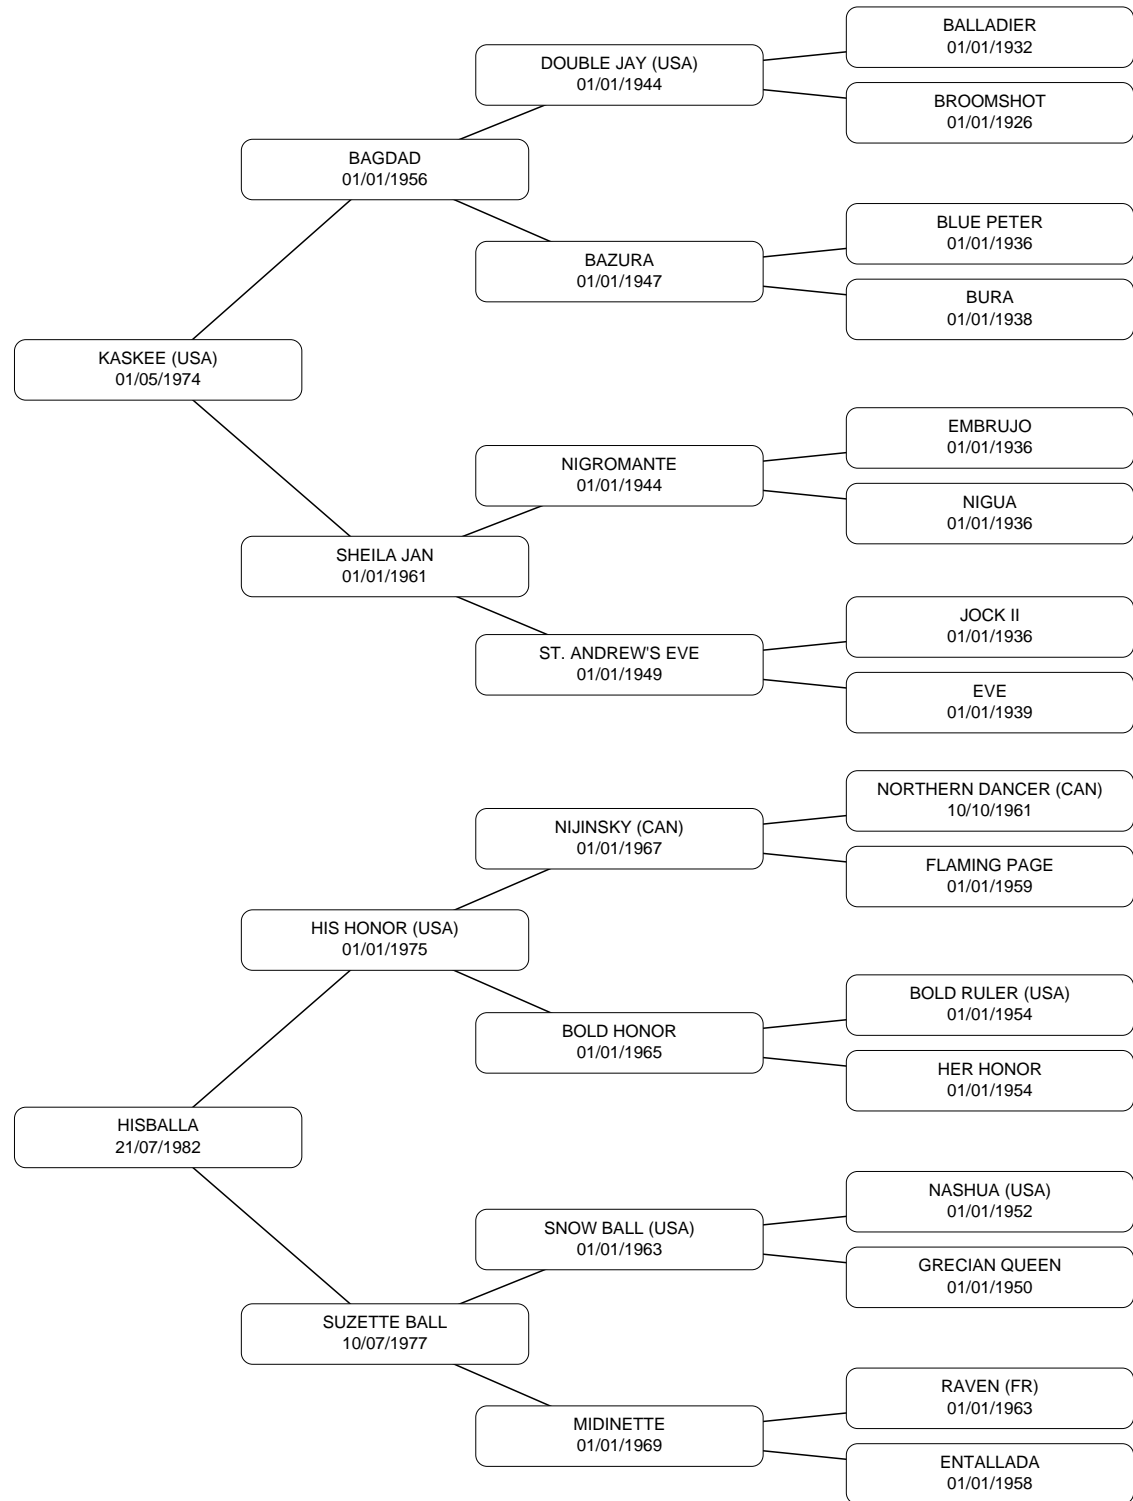 BALLADIER
01/01/1932
DOUBLE JAY (USA)
01/01/1944
BROOMSHOT
01/01/1926
BAGDAD
01/01/1956
BLUE PETER
01/01/1936
BAZURA
01/01/1947
BURA
01/01/1938
KASKEE (USA)
01/05/1974
EMBRUJO
01/01/1936
NIGROMANTE
01/01/1944
NIGUA
01/01/1936
SHEILA JAN
01/01/1961
JOCK II
01/01/1936
ST. ANDREW'S EVE
01/01/1949
EVE
01/01/1939
NORTHERN DANCER (CAN)
10/10/1961
NIJINSKY (CAN)
01/01/1967
FLAMING PAGE
01/01/1959
HIS HONOR (USA)
01/01/1975
BOLD RULER (USA)
01/01/1954
BOLD HONOR
01/01/1965
HER HONOR
01/01/1954
HISBALLA
21/07/1982
NASHUA (USA)
01/01/1952
SNOW BALL (USA)
01/01/1963
GRECIAN QUEEN
01/01/1950
SUZETTE BALL
10/07/1977
RAVEN (FR)
01/01/1963
MIDINETTE
01/01/1969
ENTALLADA
01/01/1958